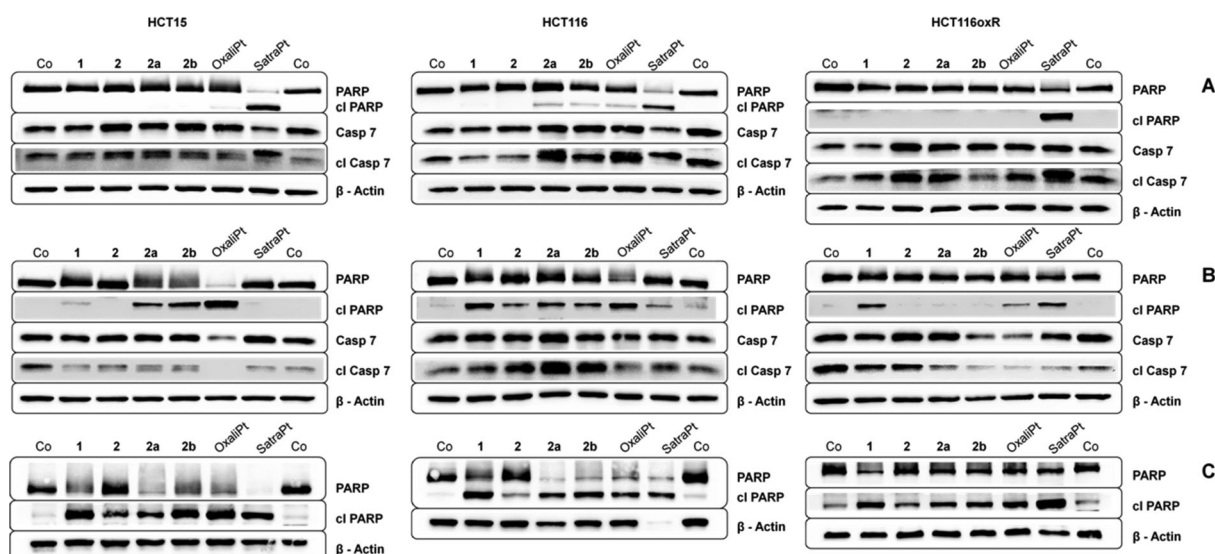 HCT15 HCT116 HCT116oxR
Co 1 2 2a 2b OxaliPt SatraPt Co Co 1 2 2a 2b OxaliPt SatraPt Co Co 1 2 2a 2b OxaliPt SatraPt Co
PARP PARP PARP A
cl PARP cl PARP cl PARP
Casp 7 Casp 7 Casp 7
cl Casp 7 cl Casp 7 cl Casp 7
β - Actin β - Actin β - Actin
Co 1 2 2a 2b OxaliPt SatraPt Co Co 1 2 2a 2b OxaliPt SatraPt Co Co 1 2 2a 2b OxaliPt SatraPt Co
PARP PARP PARP B
cl PARP cl PARP cl PARP
Casp 7 Casp 7 Casp 7
cl Casp 7 cl Casp 7 cl Casp 7
β - Actin β - Actin β - Actin
Co 1 2 2a 2b OxaliPt SatraPt Co Co 1 2 2a 2b OxaliPt SatraPt Co Co 1 2 2a 2b OxaliPt SatraPt Co
PARP PARP PARP C
cl PARP cl PARP cl PARP
β - Actin β - Actin β - Actin